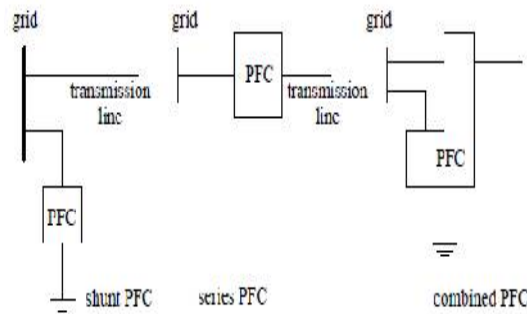 grid
grid
grid
PFC
transmission
line
transmission
line
PFC
PFC
shunt PFC
series PFC
combined PFC